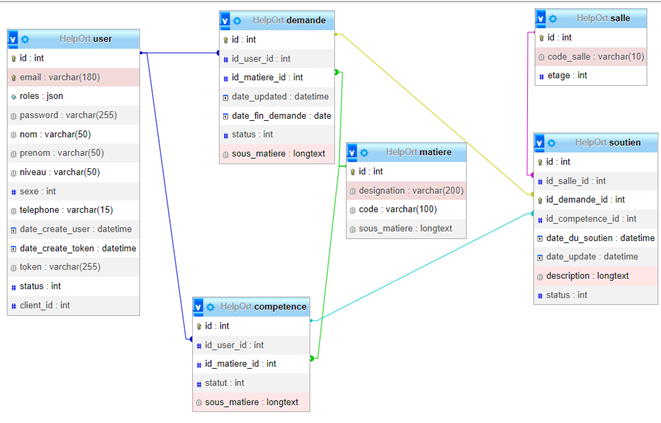 HelpOrt user
id : int
email : varchar(180)
roles : json
password : varchar(255)
nom : varchar(50)
prenom : varchar(50)
niveau : varchar(50)
sexe : int
telephone : varchar(15)
date_create_user : datetime
date_create_token : datetime
token : varchar(255)
status : int
client_id : int
HelpOrt demande
id : int
id_user_id : int
id_matiere_id : int
date_updated : datetime
date_fin_demande : date
status : int
sous_matiere : longtext
HelpOrt matiere
id : int
designation : varchar(200)
code : varchar(100)
sous_matiere : longtext
HelpOrt competence
id : int
id_user_id : int
id_matiere_id : int
statut : int
sous_matiere : longtext
HelpOrt salle
id : int
code_salle : varchar(10)
etage : int
HelpOrt soutien
id : int
id_salle_id : int
id_demande_id : int
id_competence_id : int
date_du_soutien : datetime
date_update : datetime
description : longtext
status : int